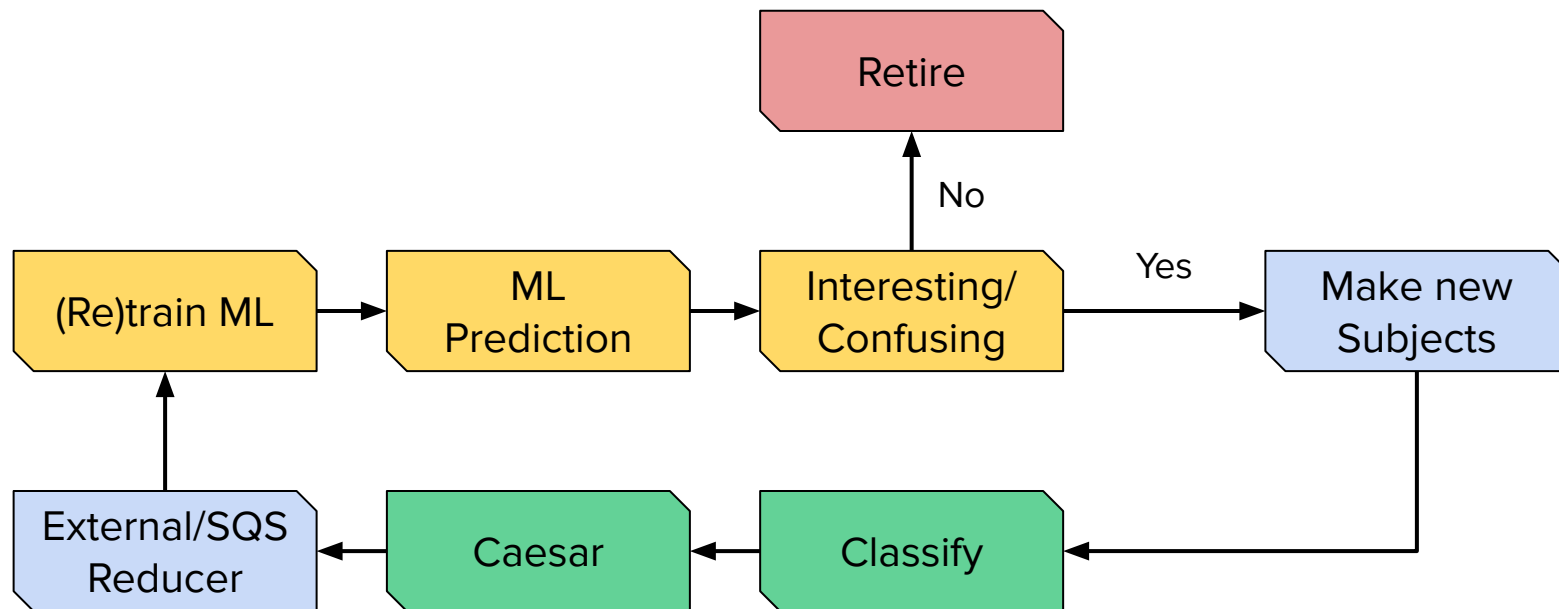 Retire
No
Yes
(Re)train ML
ML
Prediction
Interesting/
Confusing
Make new
Subjects
External/SQS
Reducer
Caesar
Classify